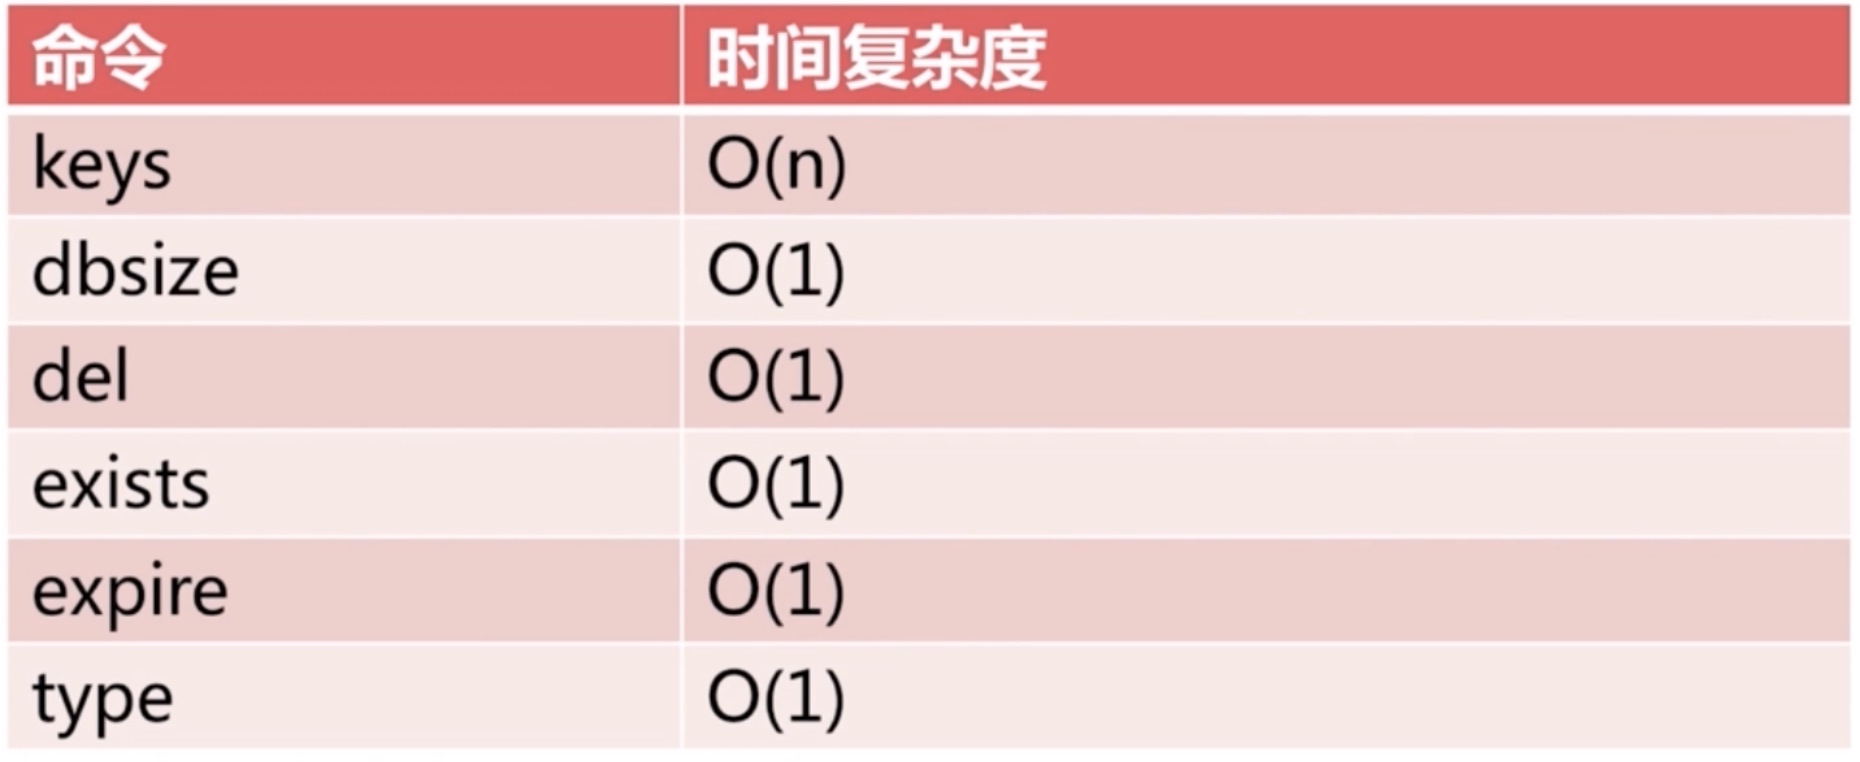 命令 时间复杂度
keys O(n)
dbsize O(1)
del O(1)
exists O(1)
expire O(1)
type O(1)